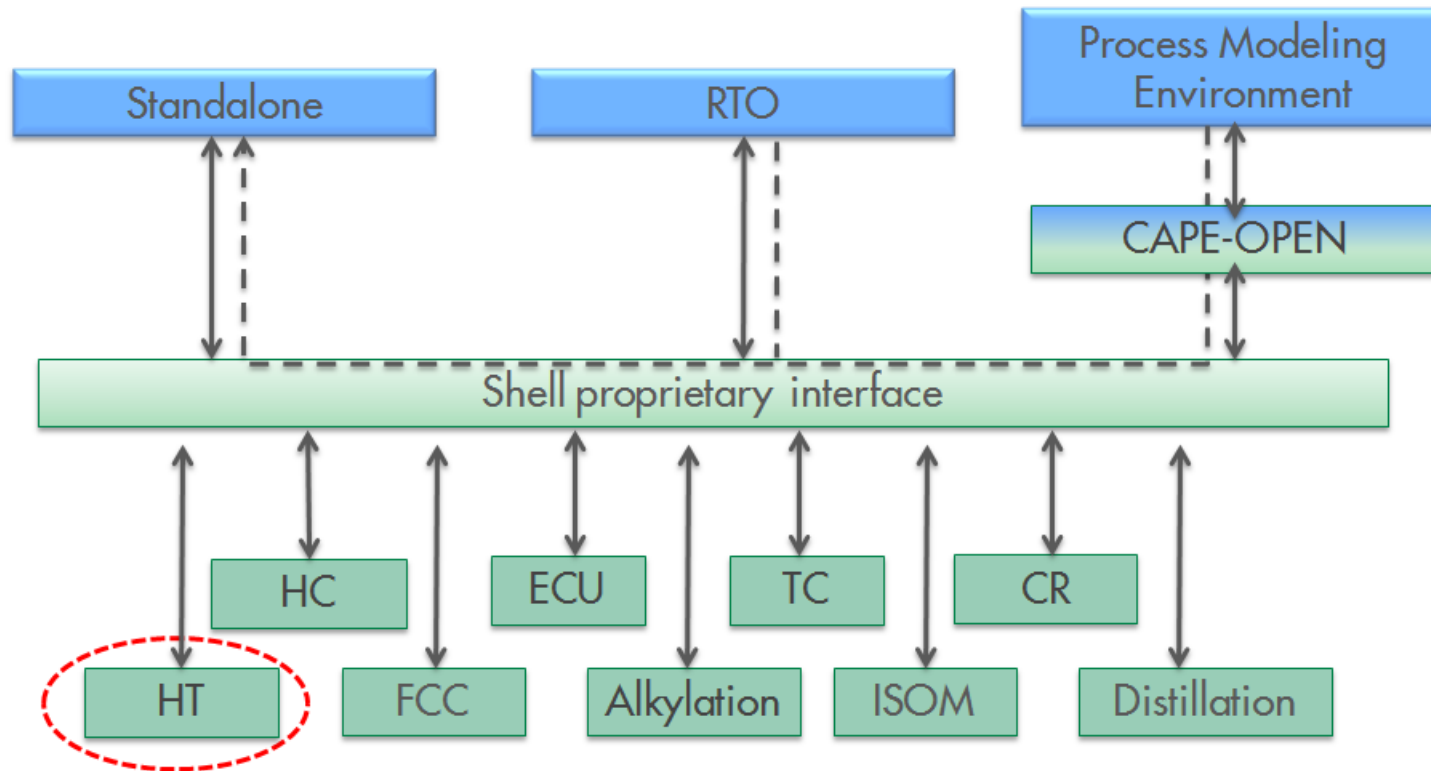 Process Modeling
Environment
Standalone
RTO
CAPE-OPEN
Shell proprietary interface
HC
ECU
TC
CR
HT
FCC
Alkylation
ISOM
Distillation